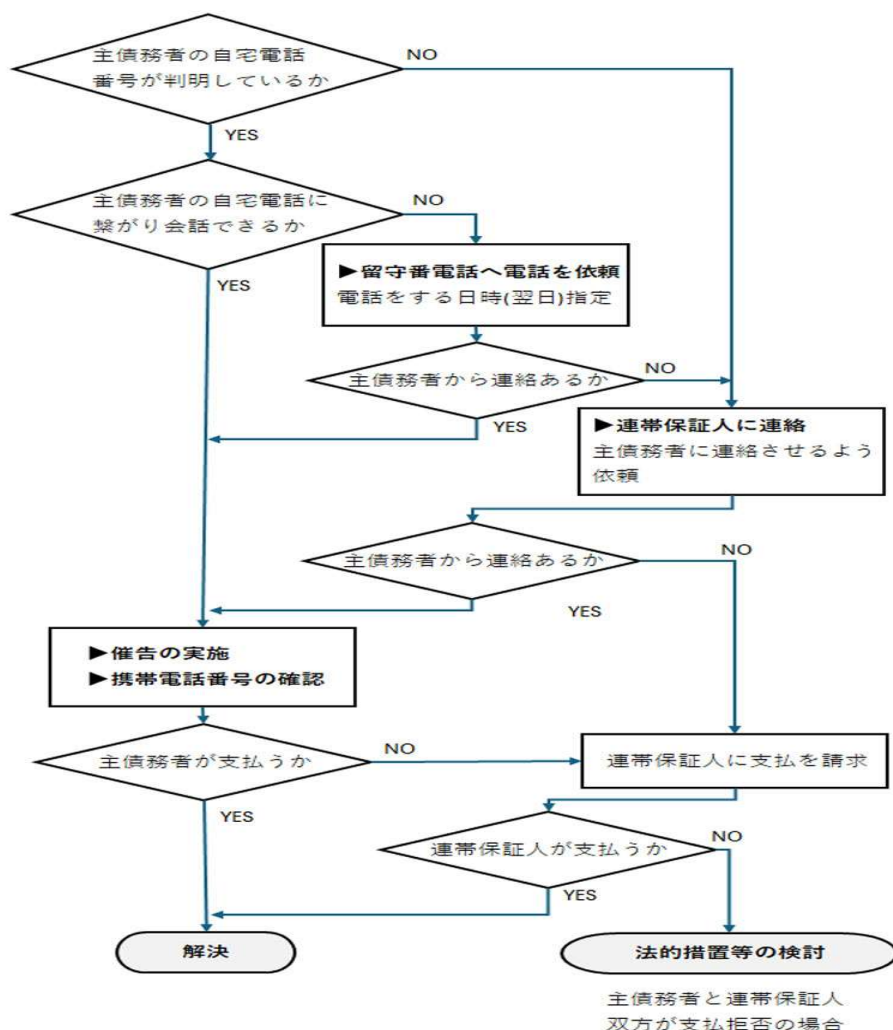 主債務者の自宅電話
番号が判明しているか
NO
YES
主債務者の自宅電話に
繋がり会話できるか
NO
YES
▶留守番電話へ電話を依頼
電話をする日時(翌日)指定
主債務者から連絡あるか
NO
YES
▶連帯保証人に連絡
主債務者に連絡させるよう
依頼
主債務者から連絡あるか
NO
YES
▶催告の実施
▶携帯電話番号の確認
主債務者が支払うか
NO
YES
連帯保証人に支払を請求
連帯保証人が支払うか
NO
YES
解決
法的措置等の検討
主債務者と連帯保証人
双方が支払拒否の場合